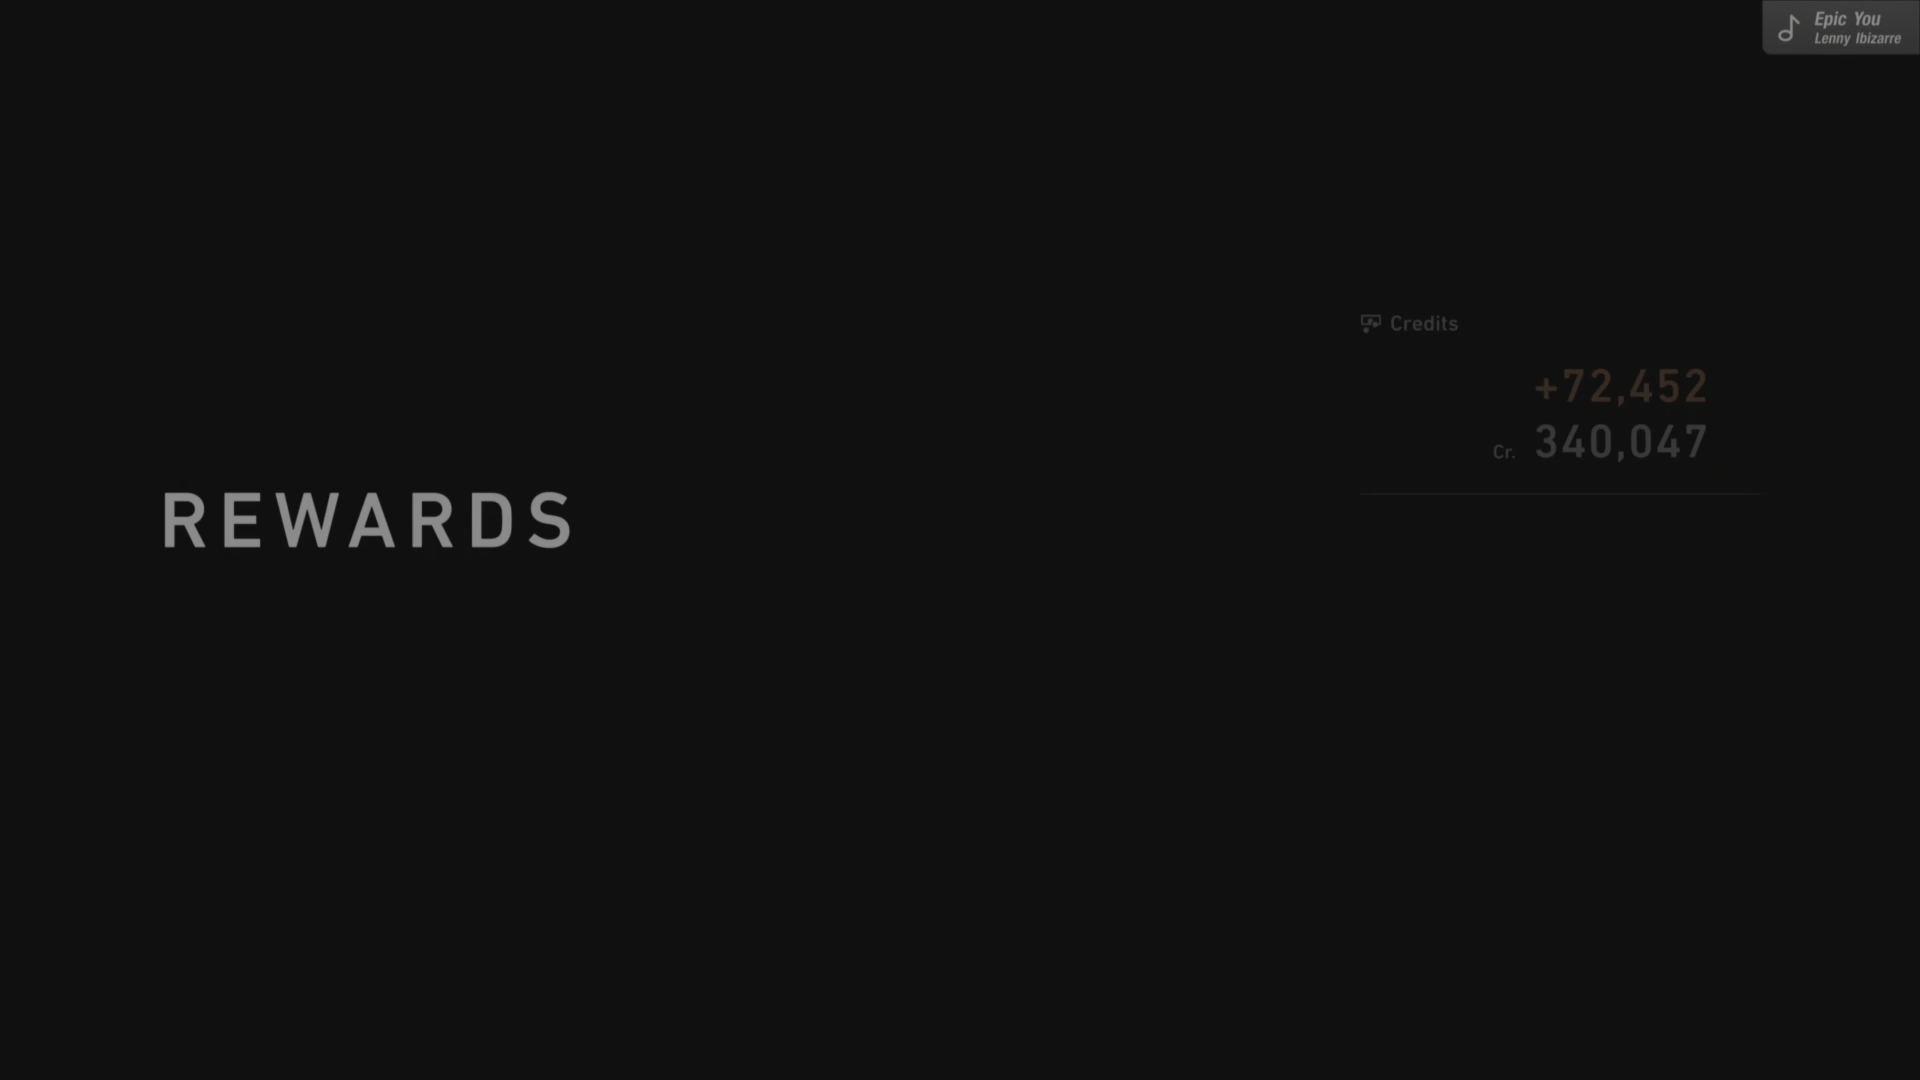 Epic You
Lenny Ibizarre
Credits
+72,452
Cr. 340,047
REWARDS